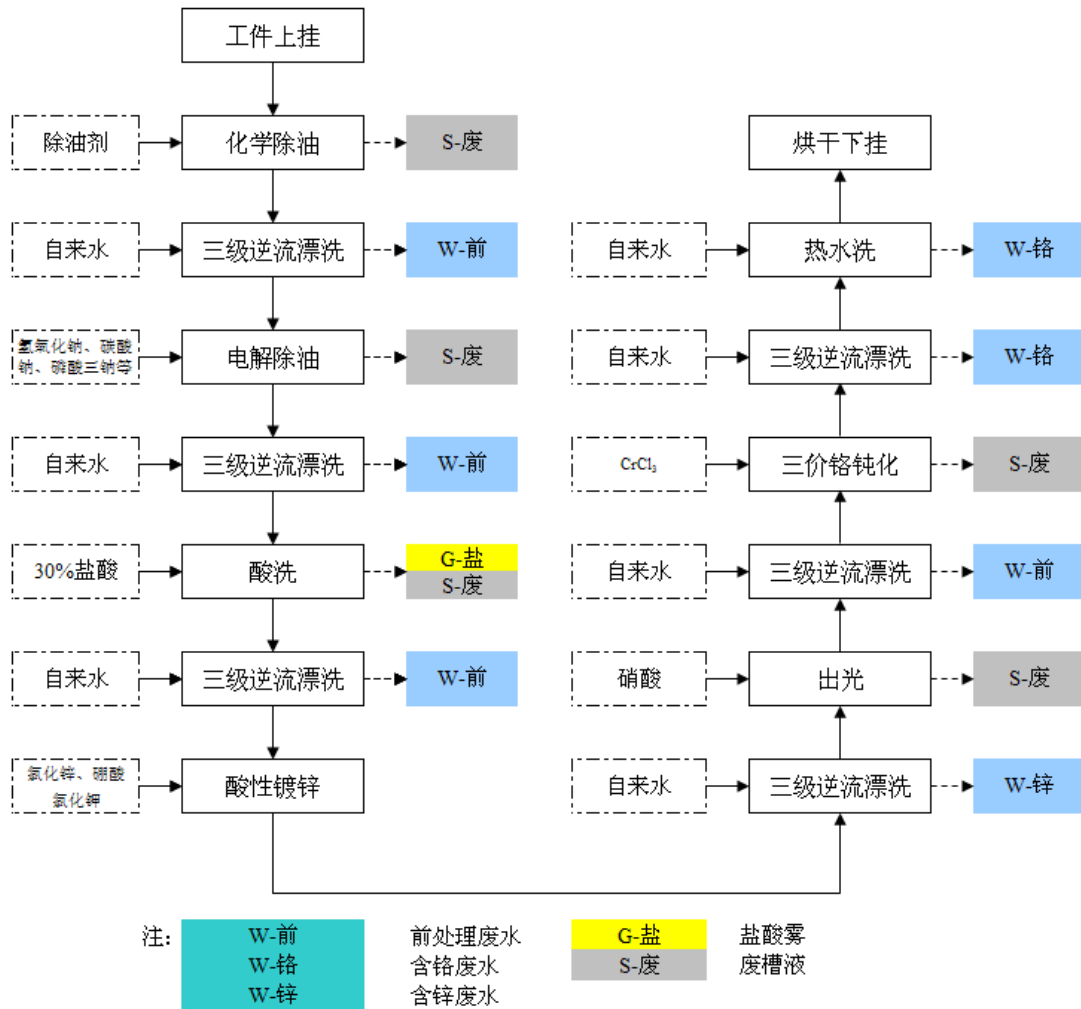 工件上挂
除油剂
化学除油
S-废
自来水
三级逆流漂洗
W-前
氢氧化钠、碳酸
钠、磷酸三钠等
电解除油
S-废
自来水
三级逆流漂洗
W-前
30%盐酸
酸洗
G-盐
S-废
自来水
三级逆流漂洗
W-前
氯化锌、硼酸
氯化钾
酸性镀锌
烘干下挂
自来水
热水洗
W-铬
自来水
三级逆流漂洗
W-铬
CrCl₃
三价铬钝化
S-废
自来水
三级逆流漂洗
W-前
硝酸
出光
S-废
自来水
三级逆流漂洗
W-锌
注：
W-前
前处理废水
G-盐
盐酸雾
W-铬
含铬废水
S-废
废槽液
W-锌
含锌废水